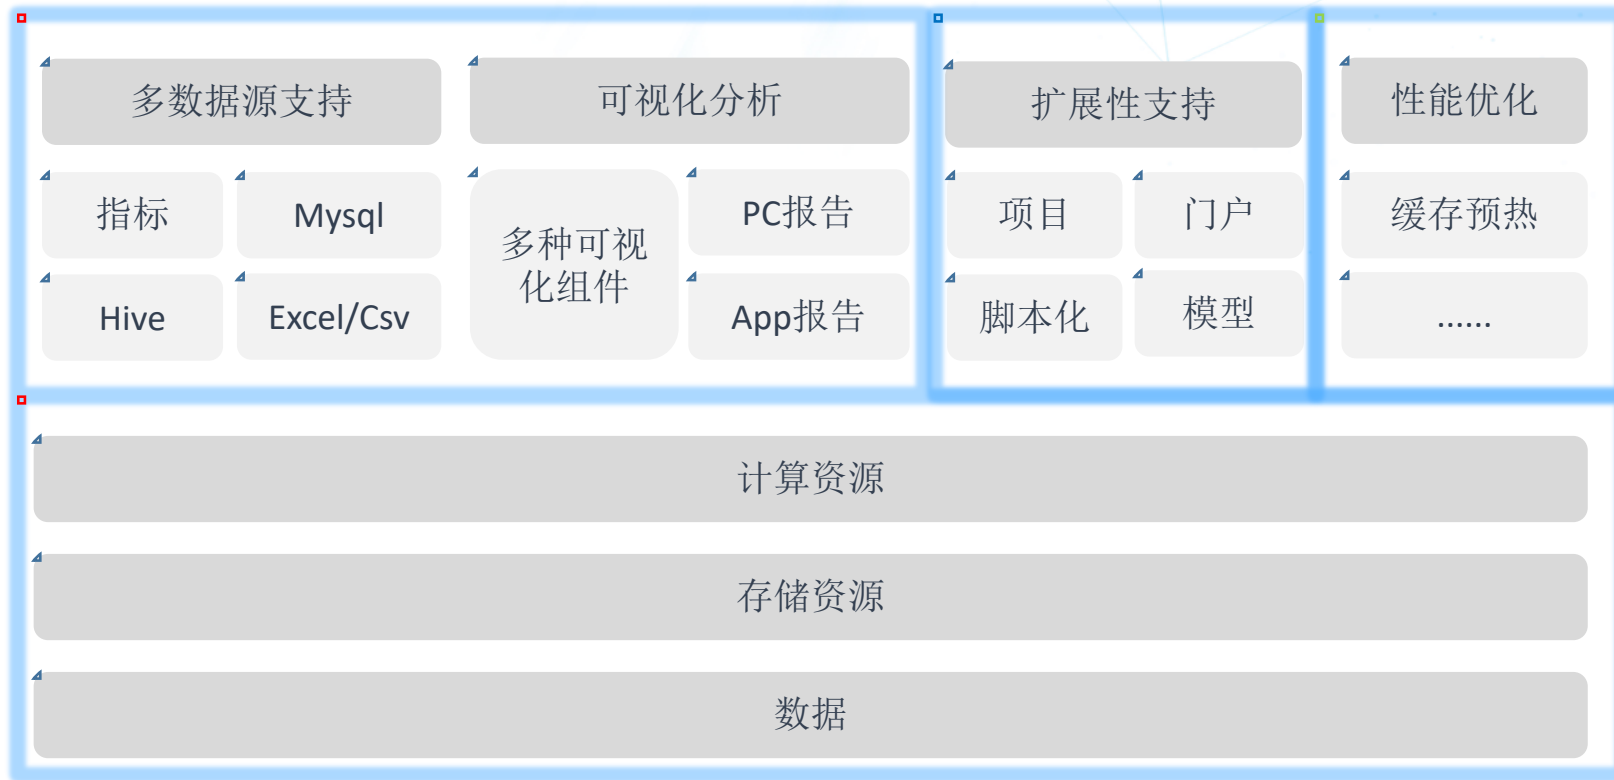 多数据源支持
可视化分析
扩展性支持
性能优化
指标
Mysql
多种可视
化组件
PC报告
项目
门户
缓存预热
Hive
Excel/Csv
App报告
脚本化
模型
......
计算资源
存储资源
数据